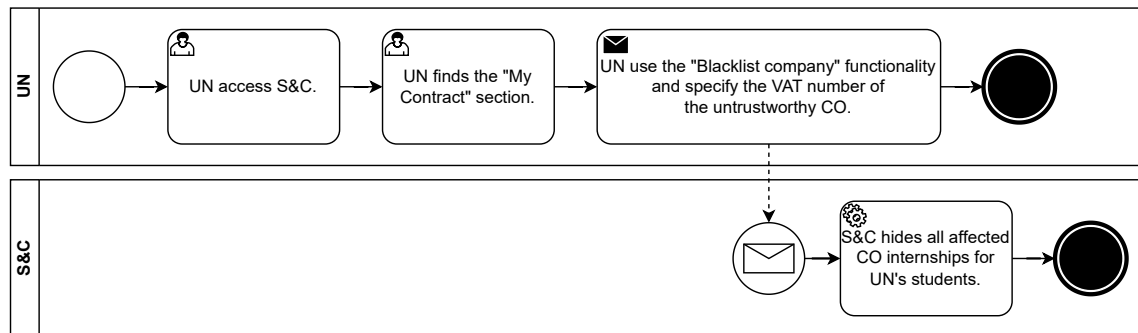 UN
UN access S&C.
UN finds the "My
Contract" section.
UN use the "Blacklist company" functionality
and specify the VAT number of
the untrustworthy CO.
S&C
S&C hides all affected
CO internships for
UN's students.